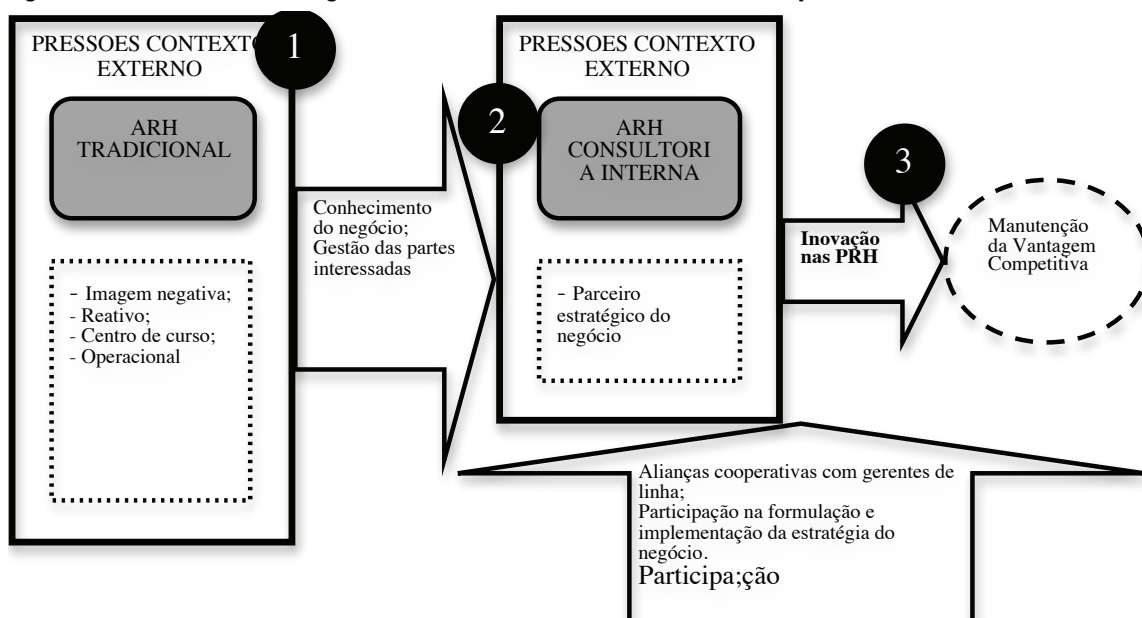 PRESSOES CONTEXTO
EXTERNO
1
ARH
TRADICIONAL
- Imagem negativa;
- Reativo;
- Centro de curso;
- Operacional
Conhecimento
do negócio;
Gestão das partes
interessadas
PRESSOES CONTEXTO
EXTERNO
2
ARH
CONSULTORI
A INTERNA
- Parceiro
estratégico do
negócio
3
Inovação
nas PRH
Manutenção
da Vantagem
Competitiva
Alianças cooperativas com gerentes de
linha;
Participação na formulação e
implementação da estratégia do
negócio.
Participa;ção